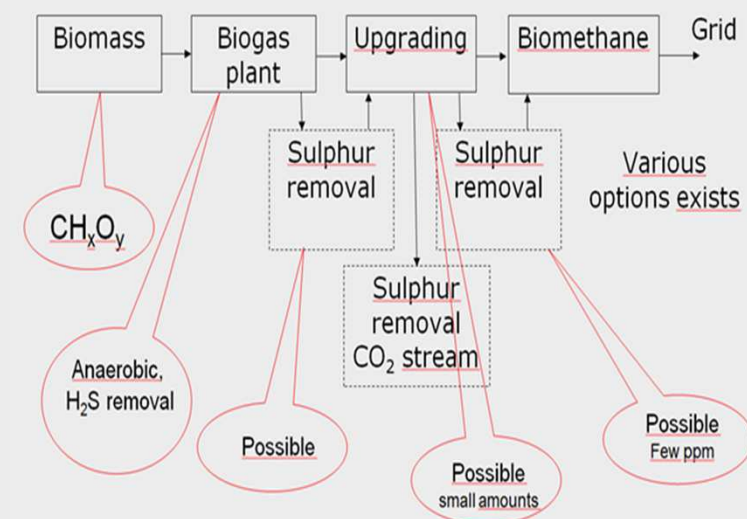 Biomass
Biogas
plant
Upgrading
Biomethane
Grid
Sulphur
removal
Sulphur
removal
Various
options exists
CHxOy
Sulphur
removal
CO2 stream
Anaerobic,
H2S removal
Possible
Possible
small amounts
Possible
Few ppm